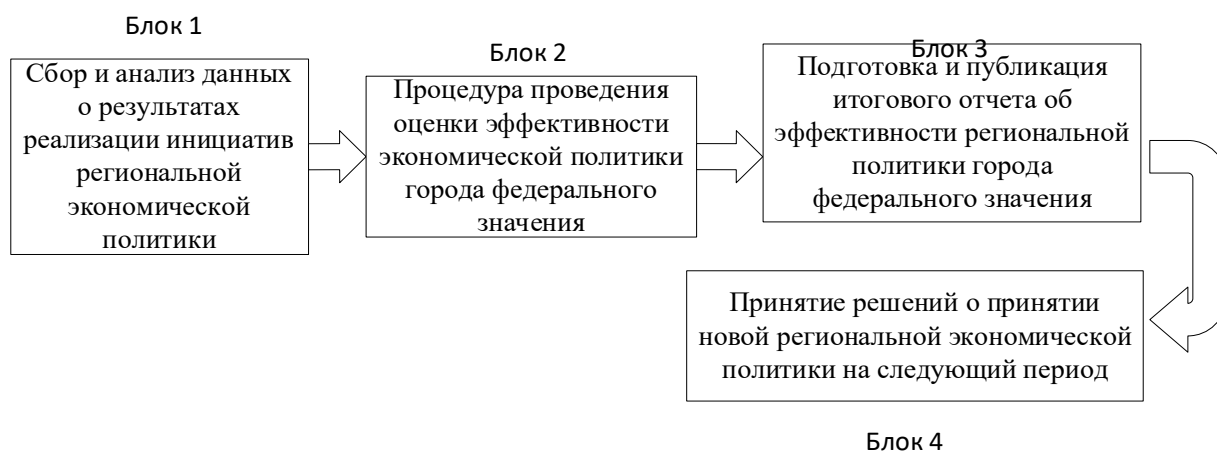 Блок 1
Сбор и анализ данных
о результатах
реализации инициатив
региональной
экономической
политики
Блок 2
Процедура проведения
оценки эффективности
экономической политики
города федерального
значения
Блок 3
Подготовка и публикация
итогового отчета об
эффективности региональной
политики города
федерального значения
Принятие решений о принятии
новой региональной экономической
политики на следующий период
Блок 4